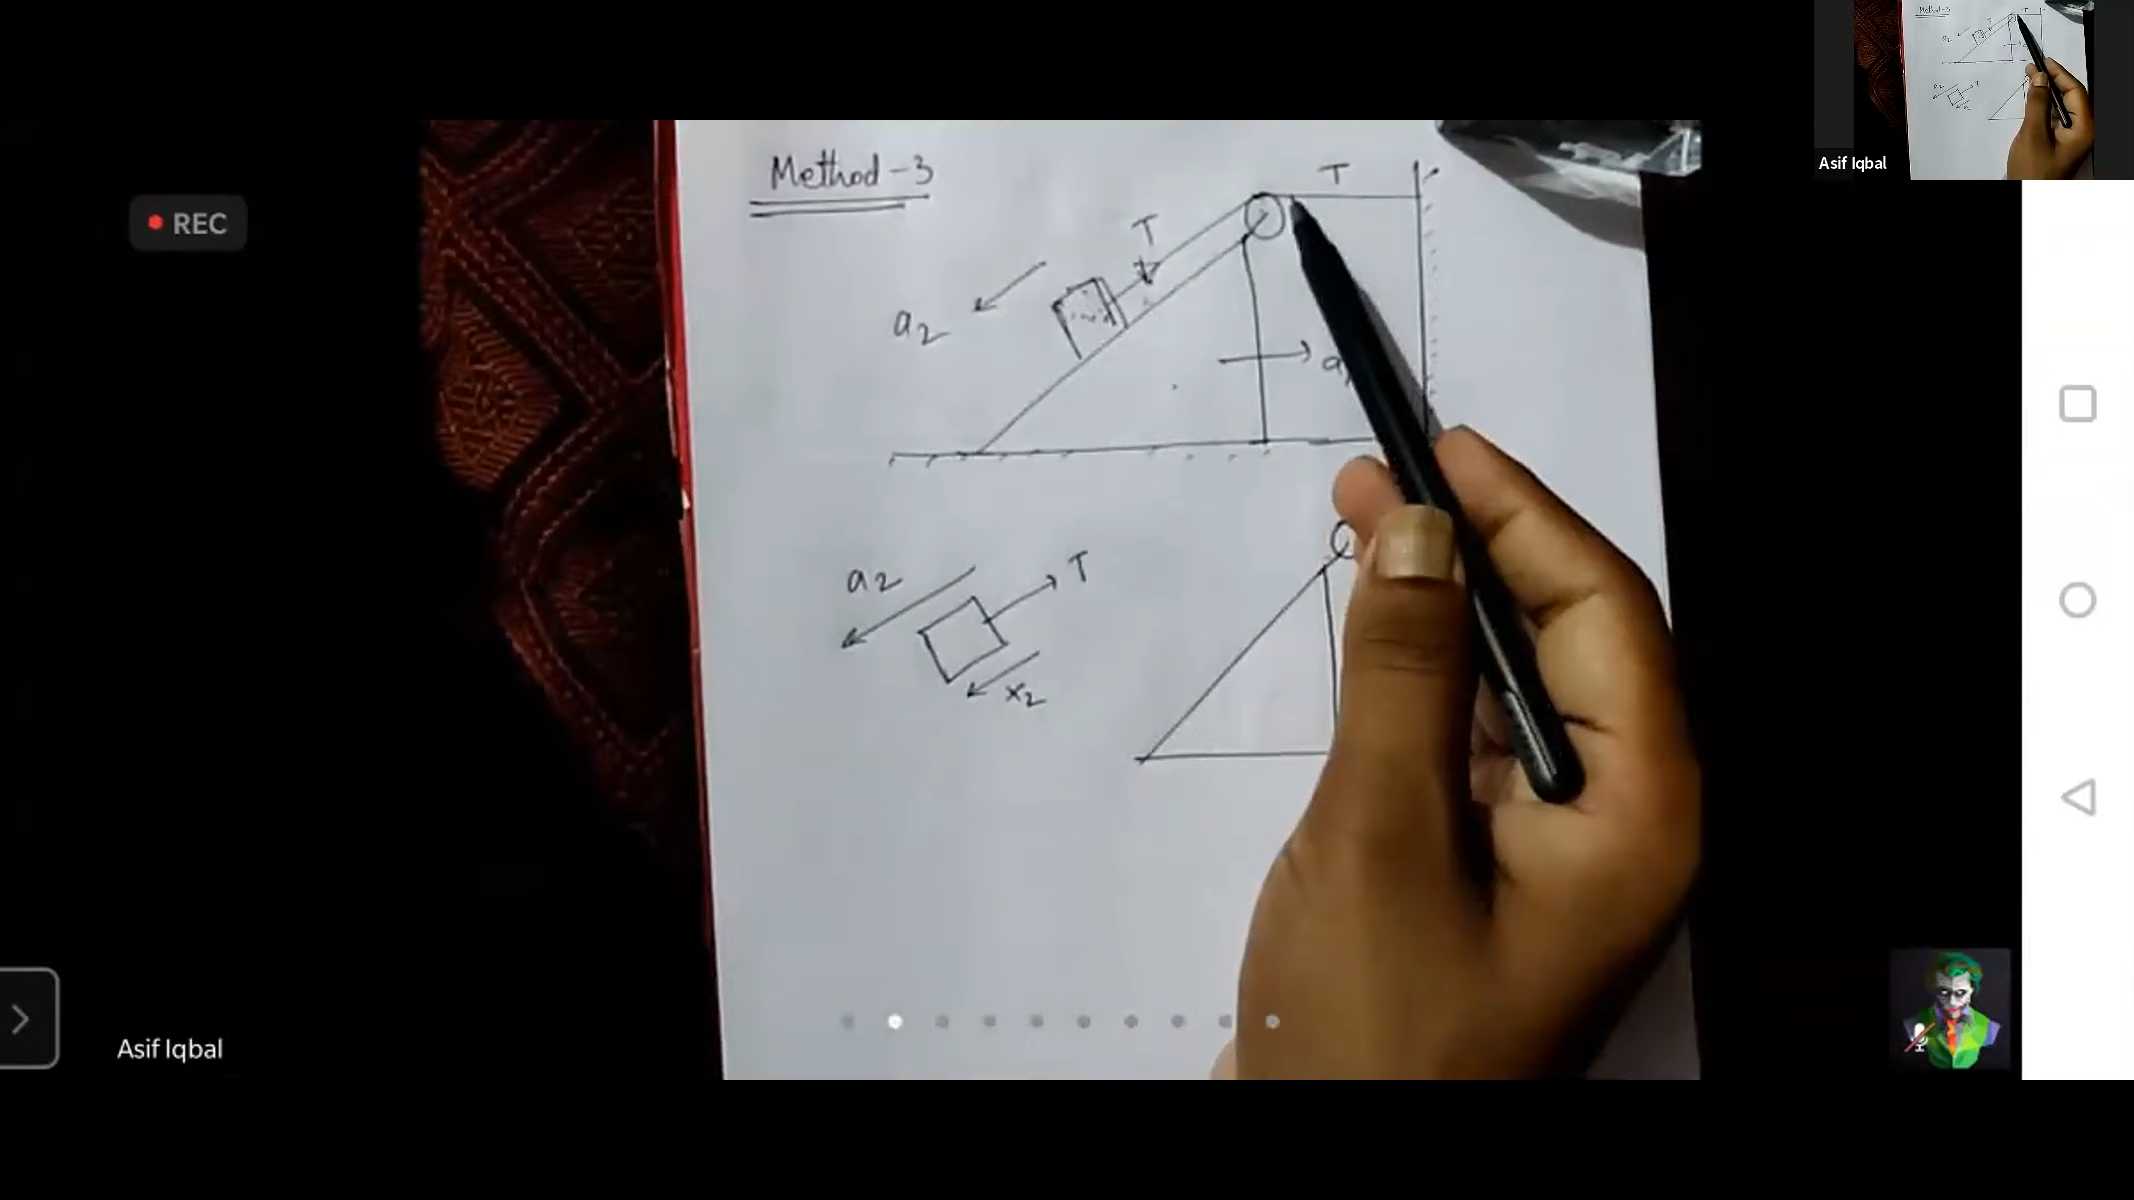 Asif Iqbal
REC
Method-3
T
T
a2
a
a2
T
x2
Asif Iqbal